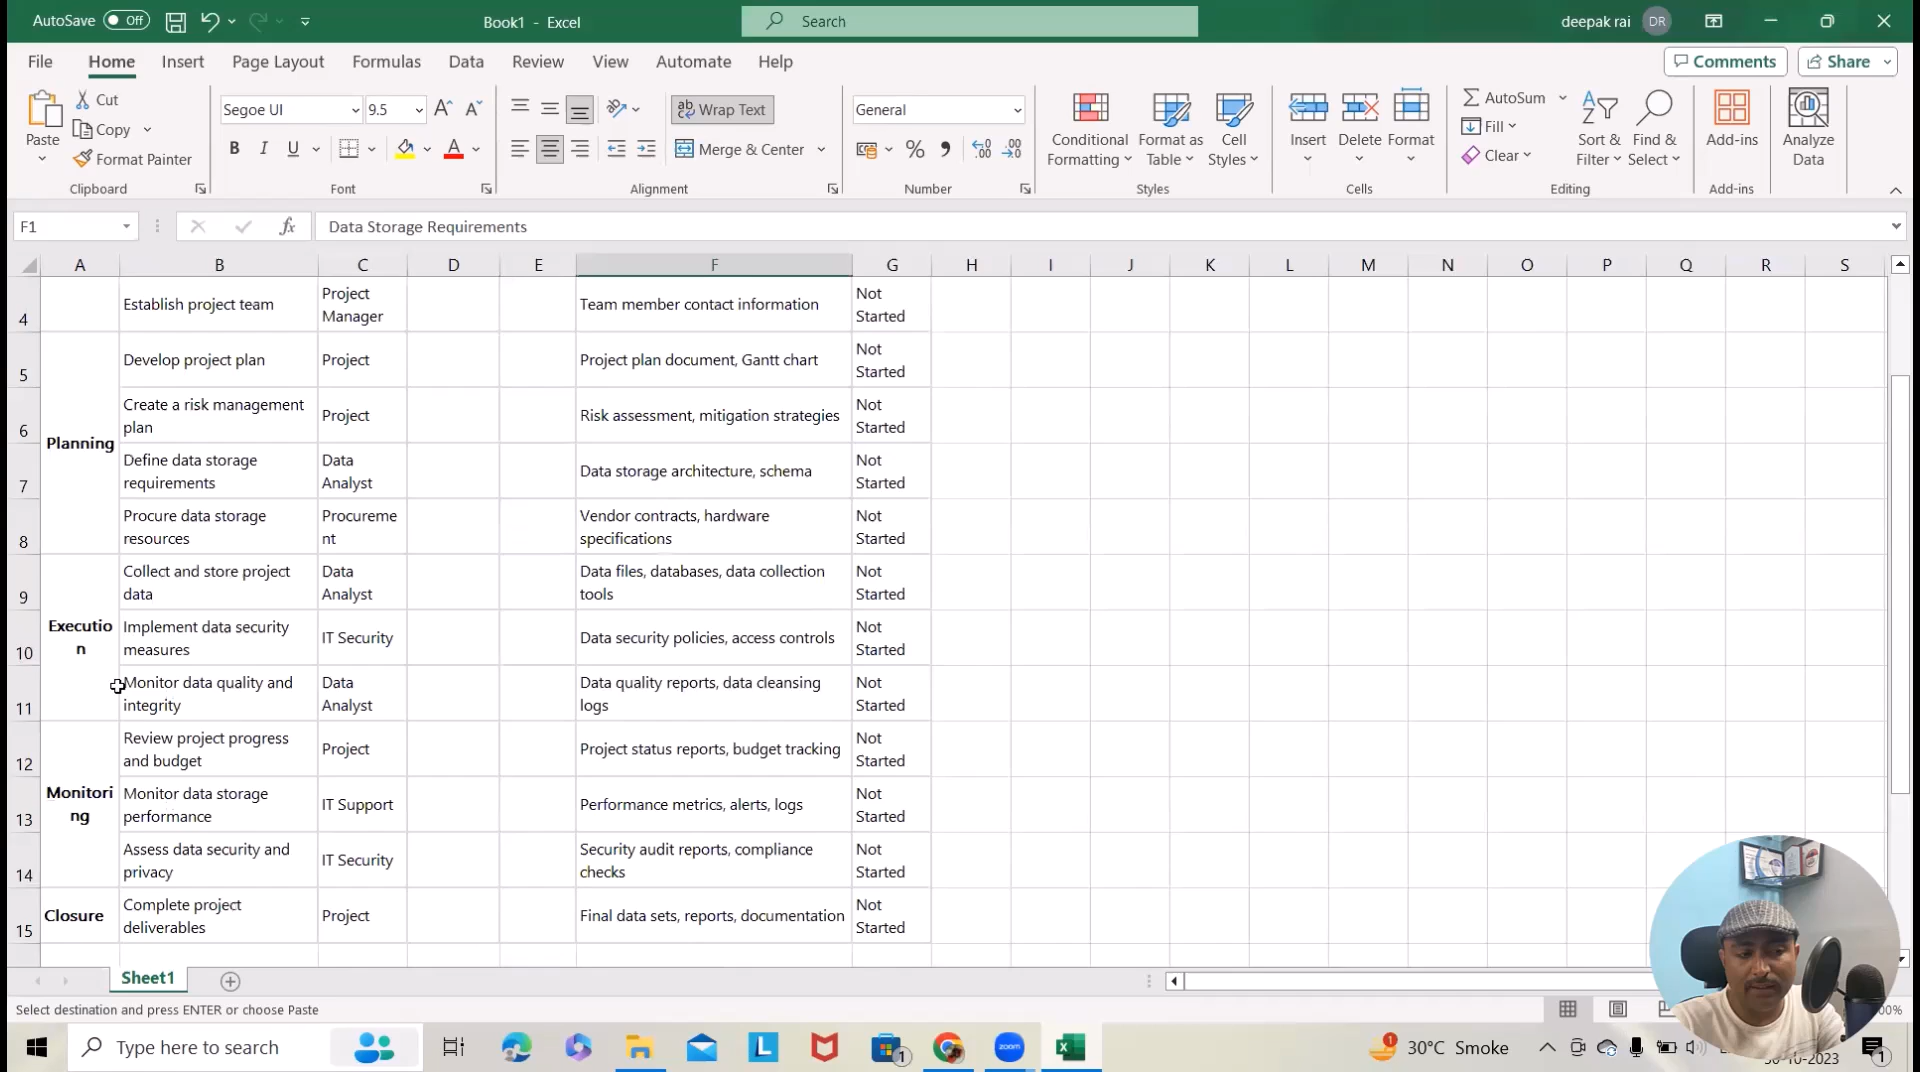 AutoSave Off
Book1 - Excel
Search
deepak rai DR
File Home Insert Page Layout Formulas Data Review View Automate Help
Comments Share
Paste
Cut
Copy
Format Painter
Clipboard
Segoe UI 9.5
B I U
Font
Wrap Text
Merge & Center
Alignment
General
Number
Conditional Formatting
Format as Table
Cell Styles
Styles
Insert Delete Format
Cells
AutoSum
Fill
Clear
Sort & Filter
Find & Select
Editing
Add-ins
Add-ins
Analyze Data
F1
fx
Data Storage Requirements
A B C D E F G H I J K L M N O P Q R S
4 Establish project team Project Manager Team member contact information Not Started
Planning
5 Develop project plan Project Project plan document, Gantt chart Not Started
6 Create a risk management plan Project Risk assessment, mitigation strategies Not Started
7 Define data storage requirements Data Analyst Data storage architecture, schema Not Started
8 Procure data storage resources Procurement Vendor contracts, hardware specifications Not Started
Execution
9 Collect and store project data Data Analyst Data files, databases, data collection tools Not Started
10 Implement data security measures IT Security Data security policies, access controls Not Started
11 Monitor data quality and integrity Data Analyst Data quality reports, data cleansing logs Not Started
Monitoring
12 Review project progress and budget Project Project status reports, budget tracking Not Started
13 Monitor data storage performance IT Support Performance metrics, alerts, logs Not Started
14 Assess data security and privacy IT Security Security audit reports, compliance checks Not Started
15 Closure Complete project deliverables Project Final data sets, reports, documentation Not Started
Sheet1
Select destination and press ENTER or choose Paste
Type here to search
zoom
30°C Smoke
30-10-2023